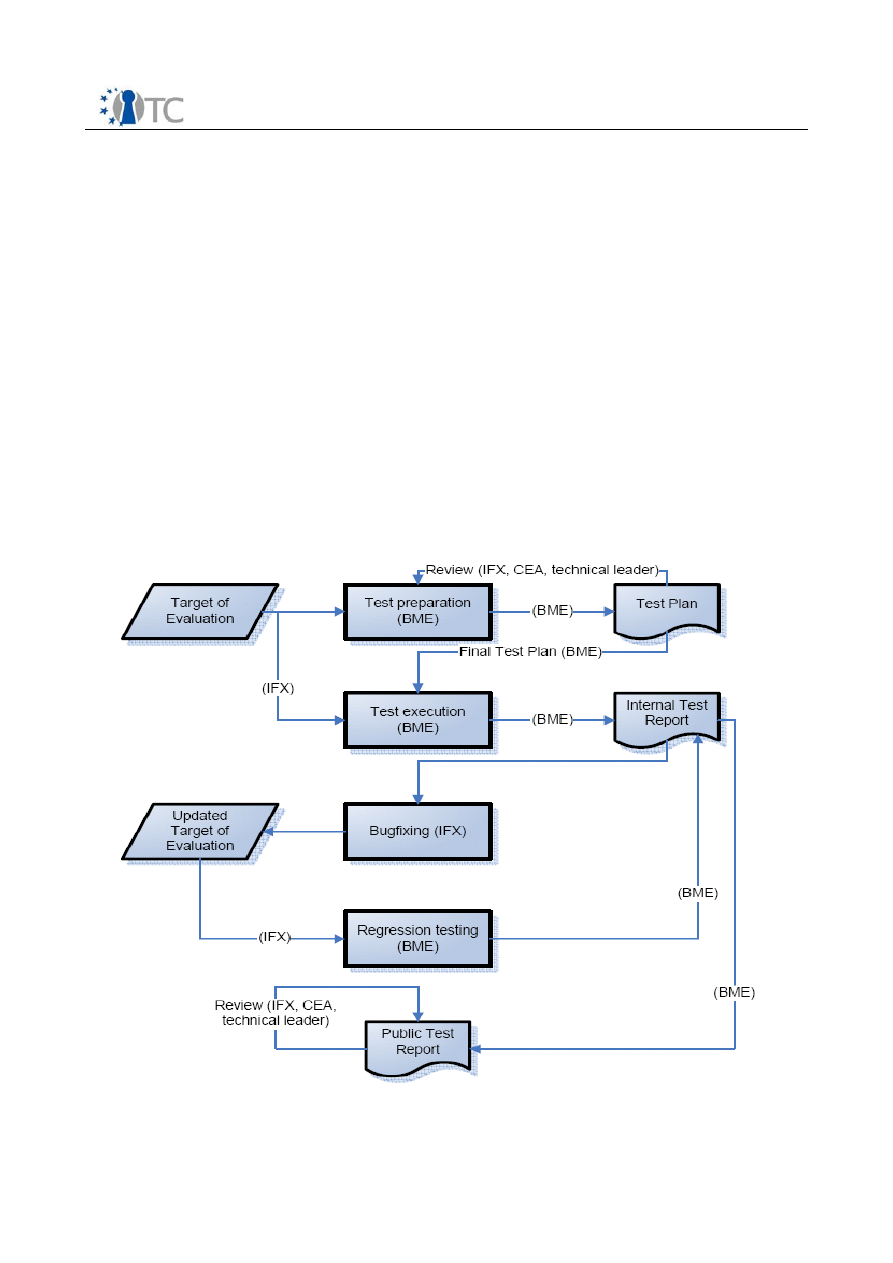 TC
Review (IFX, CEA, technical leader)
Target of
Evaluation
Test preparation
(BME)
(BME)
Test Plan
Final Test Plan (BME)
(IFX)
Test execution
(BME)
(BME)
Internal Test
Report
Updated
Target of
Evaluation
Bugfixing (IFX)
(BME)
(IFX)
Regression testing
(BME)
(BME)
Review (IFX, CEA,
technical leader)
Public Test
Report